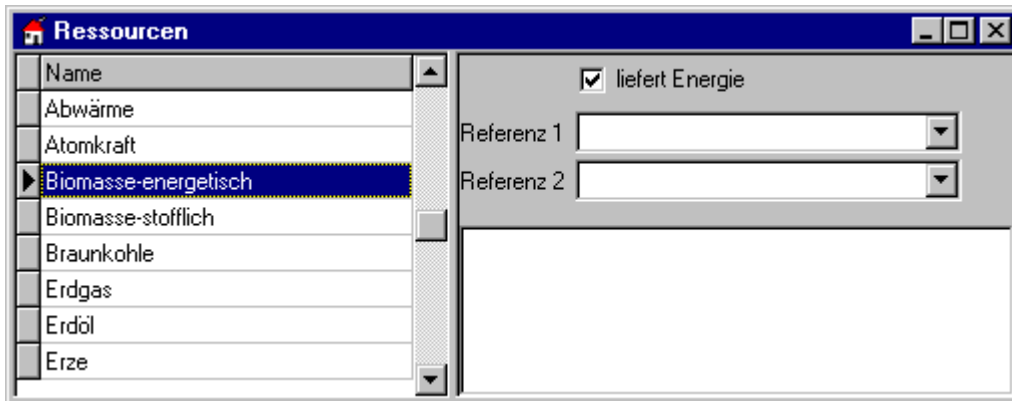 Ressourcen
Name
Abwärme
Atomkraft
Biomasse-energetisch
Biomasse-stofflich
Braunkohle
Erdgas
Erdöl
Erze
liefert Energie
Referenz 1
Referenz 2